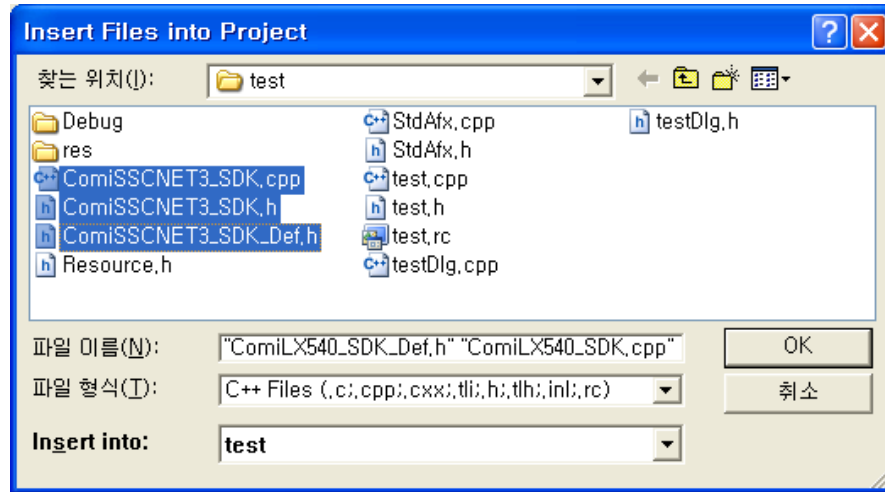 Insert Files into Project
찾는 위치(I): test
Debug
res
ComiSSCNET3_SDK.cpp
ComiSSCNET3_SDK.h
ComiSSCNET3_SDK_Def.h
Resource.h
StdAfx.cpp
StdAfx.h
test.cpp
test.h
test.rc
testDlg.cpp
testDlg.h
파일 이름(N): "ComiLX540_SDK_Def.h" "ComiLX540_SDK.cpp" OK
파일 형식(T): C++ Files (.c;.cpp;.cxx;.tli;.h;.tlh;.inl;.rc) 취소
Insert into: test